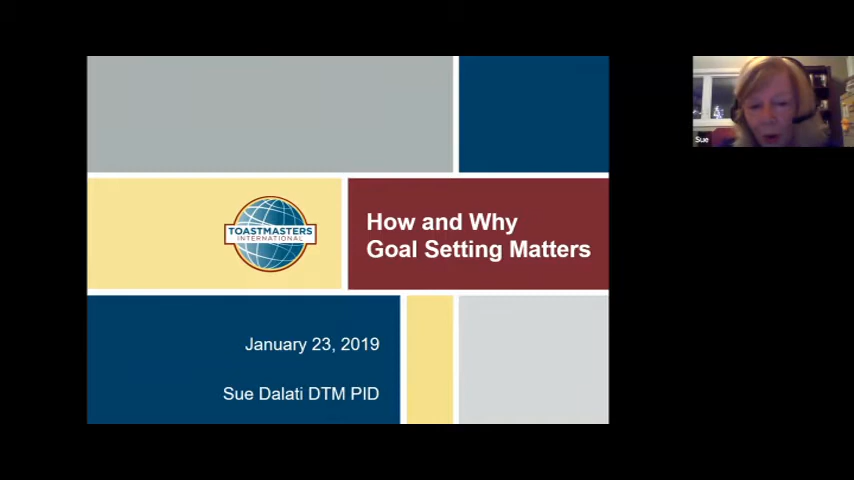 TOASTMASTERS
INTERNATIONAL
How and Why
Goal Setting Matters
January 23, 2019
Sue Dalati DTM PID
Sue